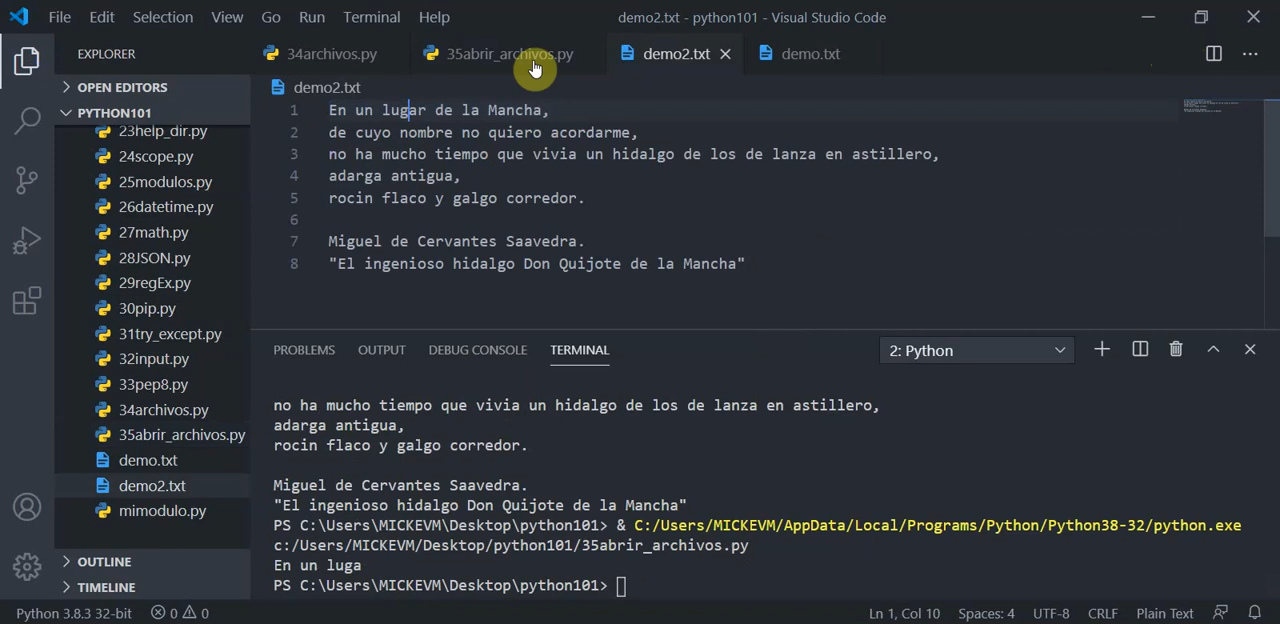 File Edit Selection View Go Run Terminal Help demo2.txt - python101 - Visual Studio Code
EXPLORER 34archivos.py 35abrir_archivos.py demo2.txt demo.txt
OPEN EDITORS
PYTHON101
23help_dir.py
24scope.py
25modulos.py
26datetime.py
27math.py
28JSON.py
29regEx.py
30pip.py
31try_except.py
32input.py
33pep8.py
34archivos.py
35abrir_archivos.py
demo.txt
demo2.txt
mimodulo.py
OUTLINE
TIMELINE
demo2.txt
1 En un lugar de la Mancha,
2 de cuyo nombre no quiero acordarme,
3 no ha mucho tiempo que vivia un hidalgo de los de lanza en astillero,
4 adarga antigua,
5 rocin flaco y galgo corredor.
6
7 Miguel de Cervantes Saavedra.
8 "El ingenioso hidalgo Don Quijote de la Mancha"
PROBLEMS OUTPUT DEBUG CONSOLE TERMINAL 2: Python
no ha mucho tiempo que vivia un hidalgo de los de lanza en astillero,
adarga antigua,
rocin flaco y galgo corredor.
Miguel de Cervantes Saavedra.
"El ingenioso hidalgo Don Quijote de la Mancha"
PS C:\Users\MICKEVM\Desktop\python101> & C:/Users/MICKEVM/AppData/Local/Programs/Python/Python38-32/python.exe
c:/Users/MICKEVM/Desktop/python101/35abrir_archivos.py
En un luga
PS C:\Users\MICKEVM\Desktop\python101>
Python 3.8.3 32-bit 0 0 Ln 1, Col 10 Spaces: 4 UTF-8 CRLF Plain Text